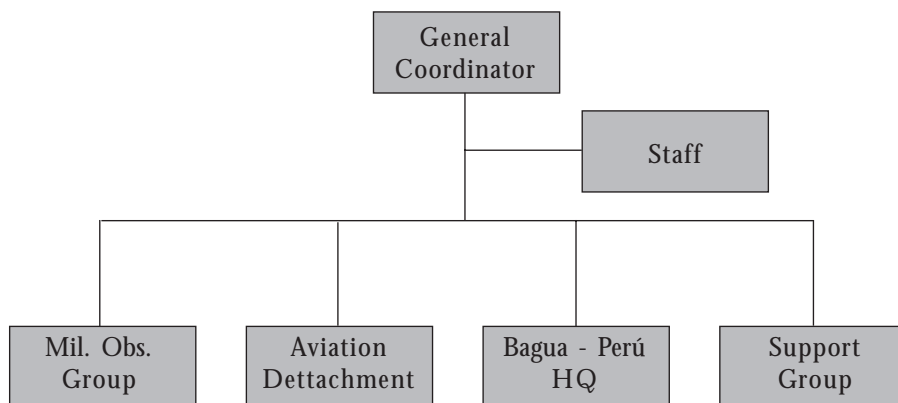 General
Coordinator
Staff
Mil. Obs.
Group
Aviation
Dettachment
Bagua - Perú
HQ
Support
Group